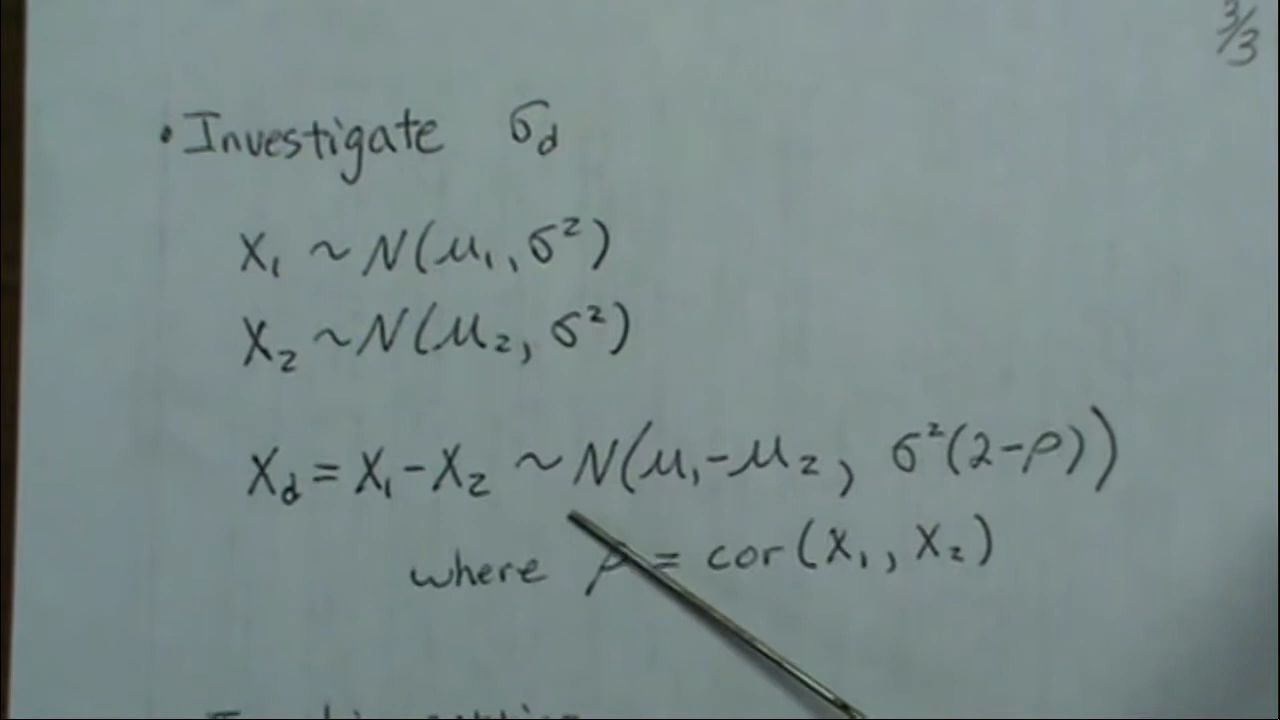 3/3
• Investigate σd
X₁ ~ N(μ₁, σ²)
X₂ ~ N(μ₂, σ²)
Xd = X₁ - X₂ ~ N(μ₁ - μ₂, σ²(2-ρ))
where ρ = cor(X₁, X₂)